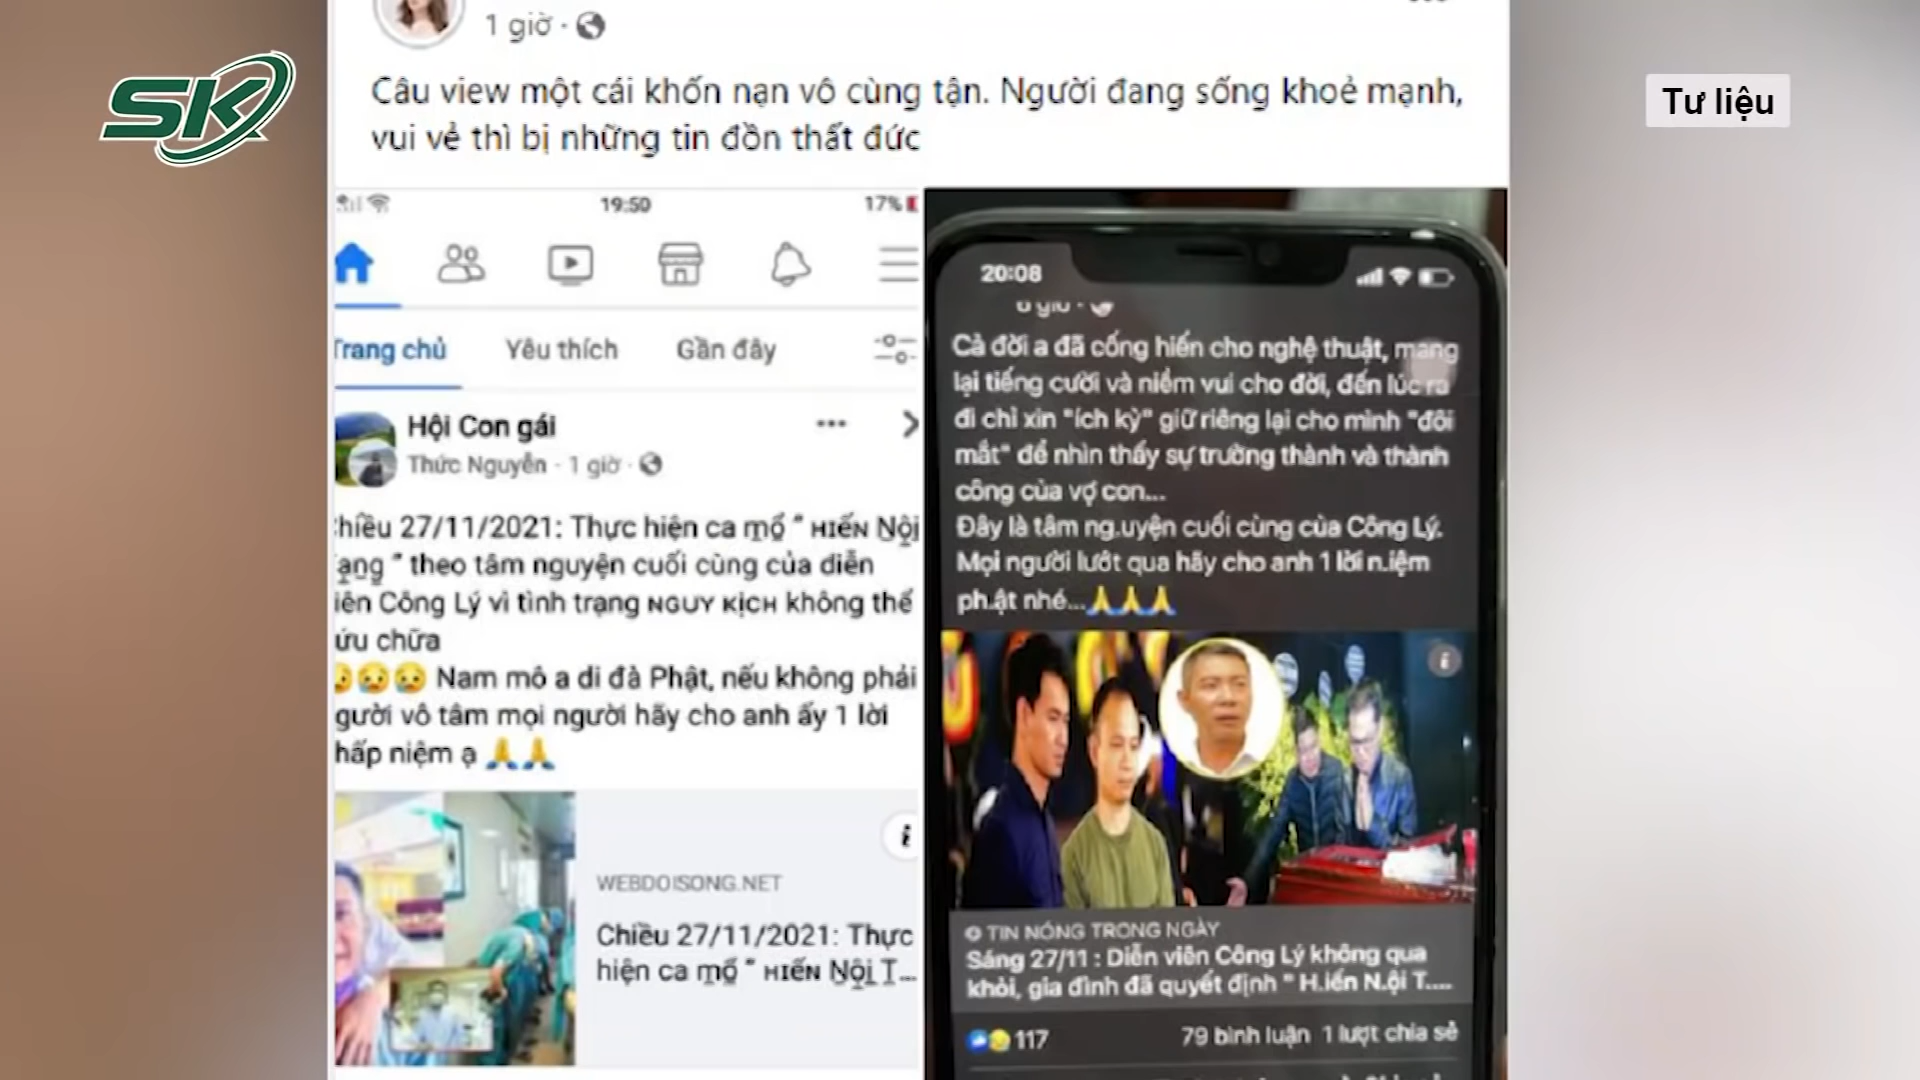 SK
Tư liệu
1 giờ
Câu view một cái khốn nạn vô cùng tận. Người đang sống khoẻ mạnh,
vui vẻ thì bị những tin đồn thất đức
19:50
17%
Trang chủ
Yêu thích
Gần đây
Hội Con gái
Thức Nguyễn · 1 giờ
hiều 27/11/2021: Thực hiện ca mổ " HIẾN Nội
ạng " theo tâm nguyện cuối cùng của diễn
iên Công Lý vì tình trạng NGUY KỊCH không thể
ứu chữa
Nam mô a di đà Phật, nếu không phải
gười vô tâm mọi người hãy cho anh ấy 1 lời
hấp niệm ạ
WEBDOISONG.NET
Chiều 27/11/2021: Thực
hiện ca mổ " HIẾN Nội T...
20:08
Cả đời a đã cống hiến cho nghệ thuật, mang
lại tiếng cười và niềm vui cho đời, đến lúc ra
đi chỉ xin "ích kỷ" giữ riêng lại cho mình "đôi
mắt" để nhìn thấy sự trưởng thành và thành
công của vợ con...
Đây là tâm ng.uyện cuối cùng của Công Lý.
Mọi người lướt qua hãy cho anh 1 lời n.iệm
ph.ật nhé...
TIN NÓNG TRONG NGÀY
Sáng 27/11 : Diễn viên Công Lý không qua
khỏi, gia đình đã quyết định " H.iến N.ội T....
117
79 bình luận 1 lượt chia sẻ